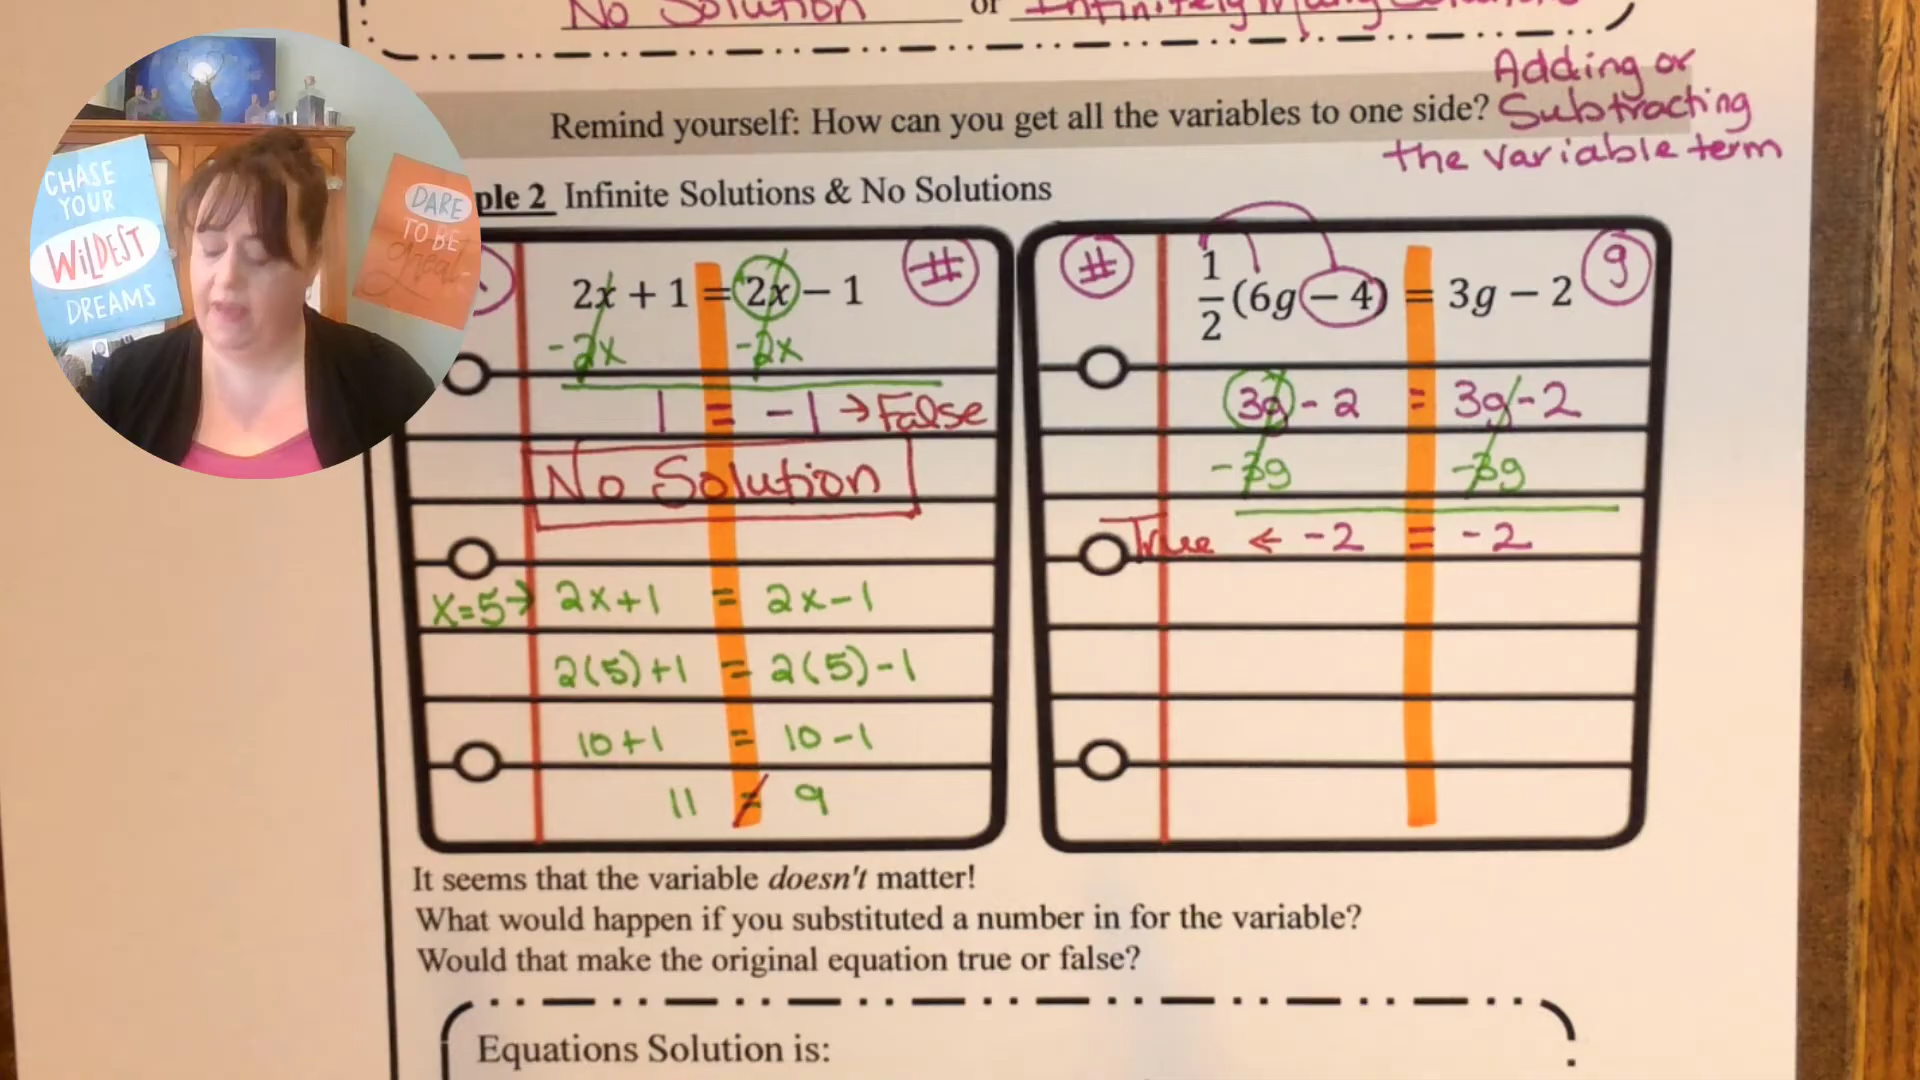 No Solution or Infinitely Many
Remind yourself: How can you get all the variables to one side?
Adding or
Subtracting
the variable term
CHASE
YOUR
WILDEST
DREAMS
DARE
TO BE
great
ple 2 Infinite Solutions & No Solutions
2x + 1 = 2x − 1 #
-2x -2x
1 = -1 → False
No Solution
x=5→ 2x+1 = 2x-1
2(5)+1 = 2(5)-1
10+1 = 10-1
11 ≠ 9
# 1/2(6g − 4) = 3g − 2 g
3g - 2 = 3g - 2
-3g -3g
True ← -2 = -2
It seems that the variable doesn't matter!
What would happen if you substituted a number in for the variable?
Would that make the original equation true or false?
Equations Solution is: